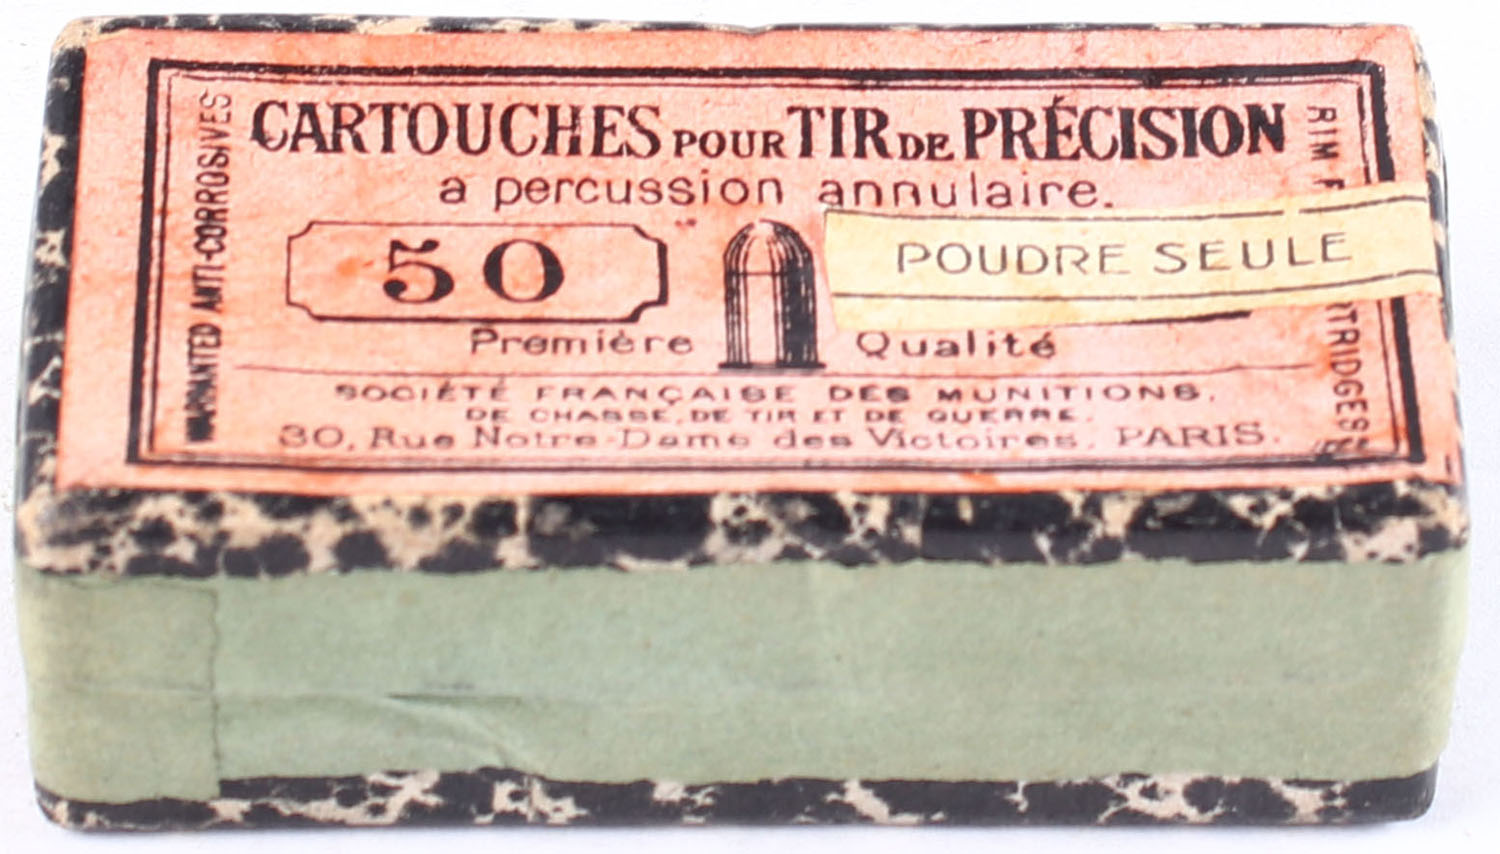 CARTOUCHES POUR TIR DE PRÉCISION
a percussion annulaire.
50
POUDRE SEULE
Première Qualité
SOCIÉTÉ FRANÇAISE DES MUNITIONS.
DE CHASSE, DE TIR ET DE GUERRE.
30, Rue Notre-Dame des Victoires, PARIS.
WARRANTED ANTI-CORROSIVES
RIM